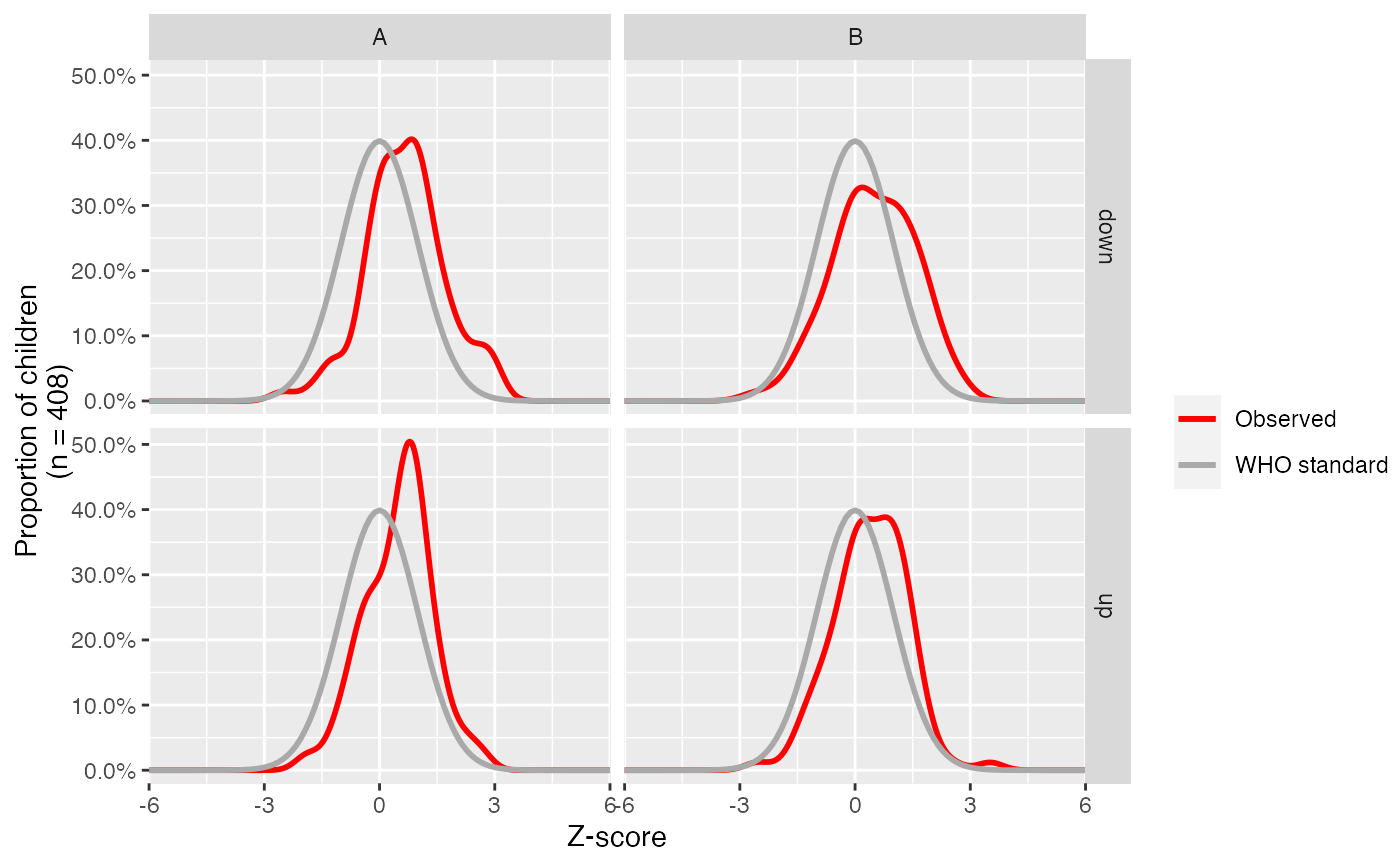 A
B
50.0%
40.0%
30.0%
20.0%
10.0%
0.0%
down
50.0%
40.0%
30.0%
20.0%
10.0%
0.0%
up
-6
-3
0
3
6
-6
-3
0
3
6
Z-score
Proportion of children
(n = 408)
Observed
WHO standard